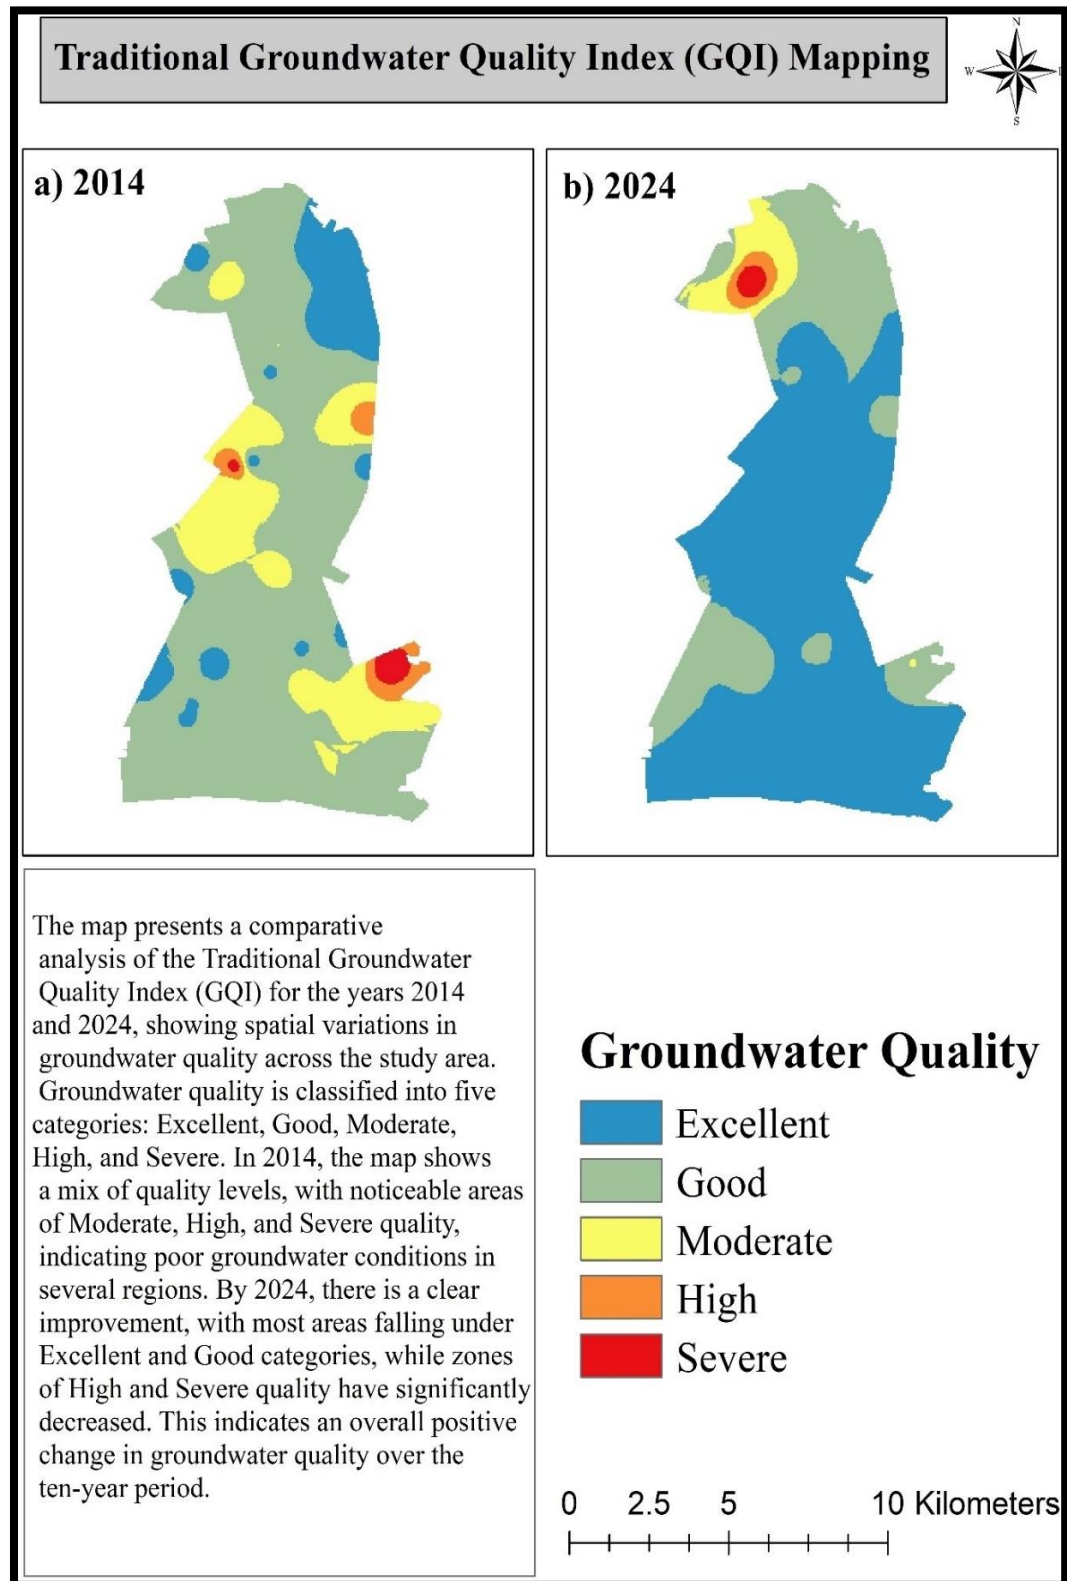 Traditional Groundwater Quality Index (GQI) Mapping
N
W
S
a) 2014
b) 2024
The map presents a comparative
analysis of the Traditional Groundwater
Quality Index (GQI) for the years 2014
and 2024, showing spatial variations in
groundwater quality across the study area.
Groundwater quality is classified into five
categories: Excellent, Good, Moderate,
High, and Severe. In 2014, the map shows
a mix of quality levels, with noticeable areas
of Moderate, High, and Severe quality,
indicating poor groundwater conditions in
several regions. By 2024, there is a clear
improvement, with most areas falling under
Excellent and Good categories, while zones
of High and Severe quality have significantly
decreased. This indicates an overall positive
change in groundwater quality over the
ten-year period.
Groundwater Quality
Excellent
Good
Moderate
High
Severe
0 2.5 5 10 Kilometers